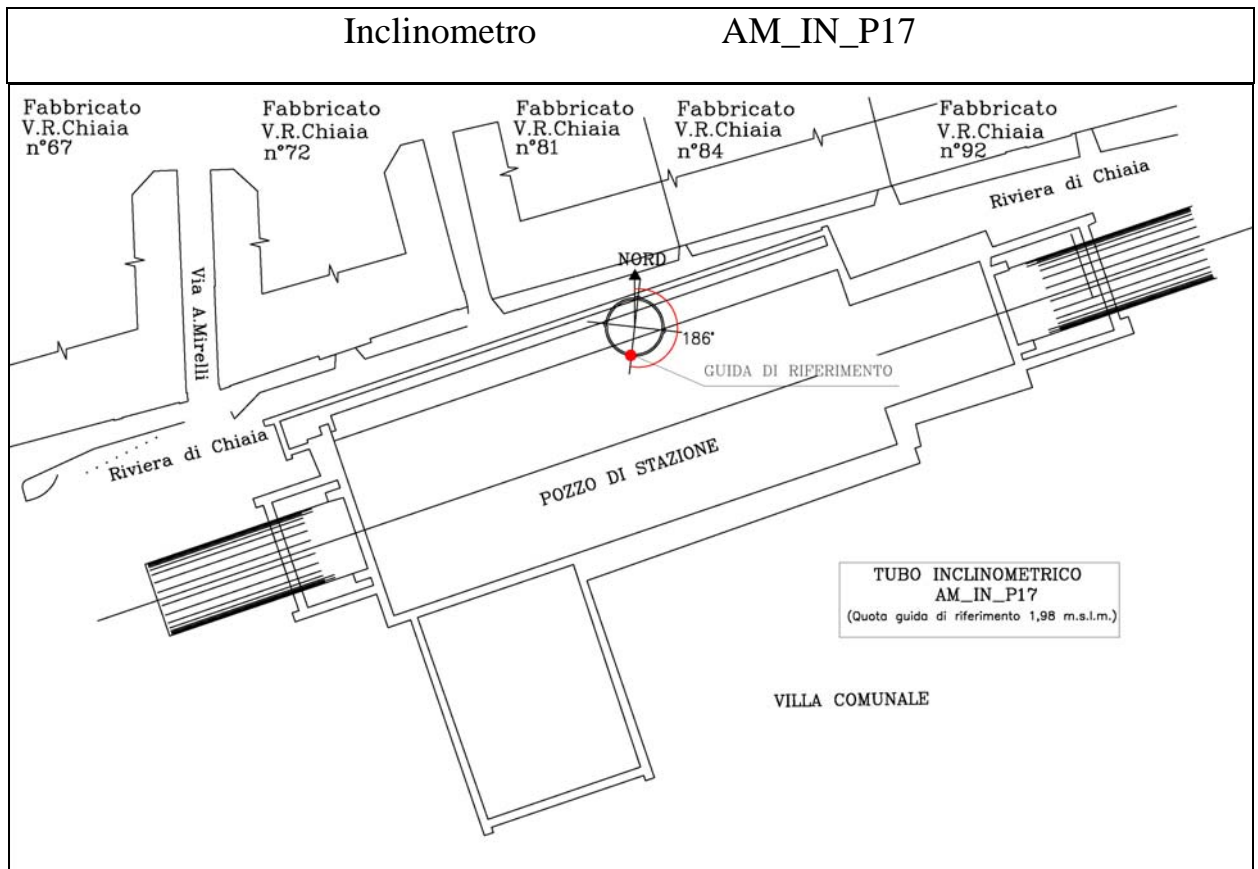 Inclinometro AM_IN_P17
Fabbricato
V.R.Chiaia
n°67
Fabbricato
V.R.Chiaia
n°72
Fabbricato
V.R.Chiaia
n°81
Fabbricato
V.R.Chiaia
n°84
Fabbricato
V.R.Chiaia
n°92
Riviera di Chiaia
NORD
Via A.Mirelli
186°
GUIDA DI RIFERIMENTO
Riviera di Chiaia
POZZO DI STAZIONE
TUBO INCLINOMETRICO
AM_IN_P17
(Quota guida di riferimento 1,98 m.s.l.m.)
VILLA COMUNALE